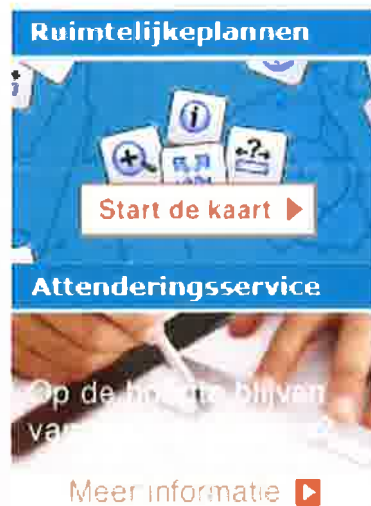 Ruimtelijkeplannen
Start de kaart
Attenderingsservice
Op de hoogte blijven
Meer informatie